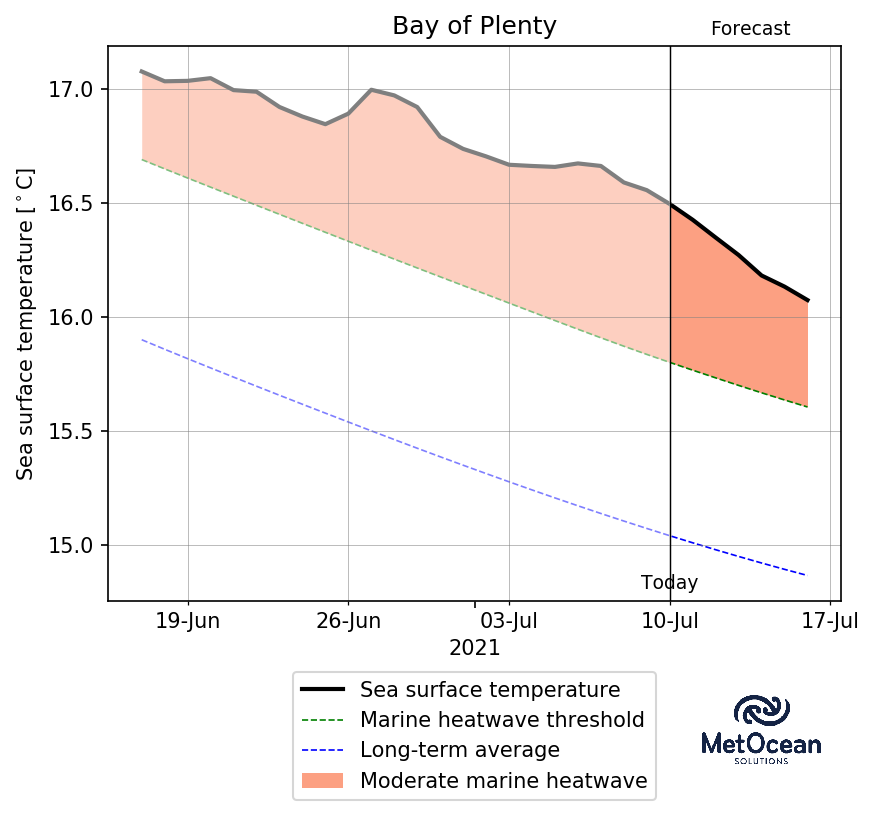 Bay of Plenty
Forecast
Sea surface temperature [°C]
17.0
16.5
16.0
15.5
15.0
Today
19-Jun 26-Jun 03-Jul 10-Jul 17-Jul
2021
Sea surface temperature
Marine heatwave threshold
Long-term average
Moderate marine heatwave
MetOcean
SOLUTIONS